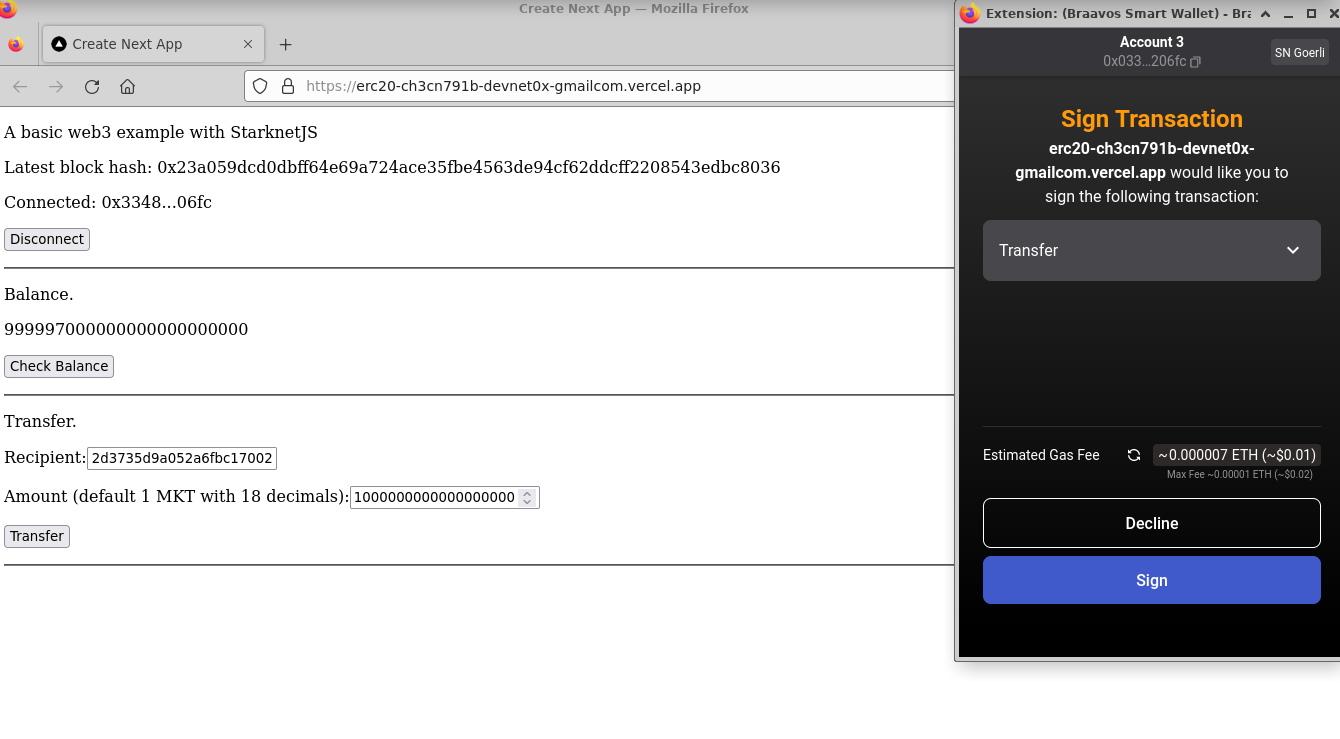 Create Next App — Mozilla Firefox
Create Next App
https://erc20-ch3cn791b-devnet0x-gmailcom.vercel.app
A basic web3 example with StarknetJS
Latest block hash: 0x23a059dcd0dbff64e69a724ace35fbe4563de94cf62ddcff2208543edbc8036
Connected: 0x3348...06fc
Disconnect
Balance.
999997000000000000000000
Check Balance
Transfer.
Recipient: 2d3735d9a052a6fbc17002
Amount (default 1 MKT with 18 decimals): 1000000000000000000
Transfer
Extension: (Braavos Smart Wallet) - Bra
Account 3
0x033...206fc
SN Goerli
Sign Transaction
erc20-ch3cn791b-devnet0x-
gmailcom.vercel.app would like you to
sign the following transaction:
Transfer
Estimated Gas Fee ~0.000007 ETH (~$0.01)
Max Fee ~0.00001 ETH (~$0.02)
Decline
Sign